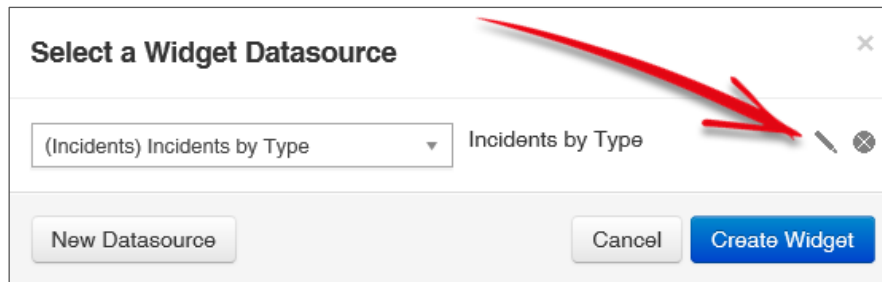 Select a Widget Datasource
×
(Incidents) Incidents by Type
Incidents by Type
New Datasource
Cancel
Create Widget